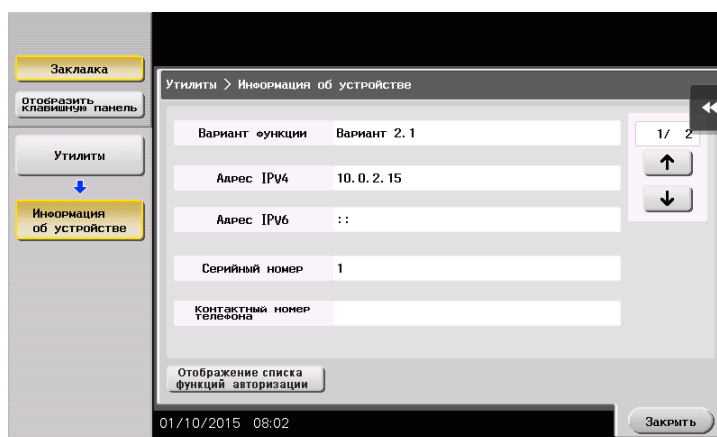 Закладка
Отобразить
клавишную панель
Утилиты
Информация
об устройстве
Утилиты > Информация об устройстве
Вариант функции Вариант 2.1
1/ 2
Адрес IPv4 10.0.2.15
Адрес IPv6 ::
Серийный номер 1
Контактный номер
телефона
Отображение списка
функций авторизации
01/10/2015 08:02
Закрыть